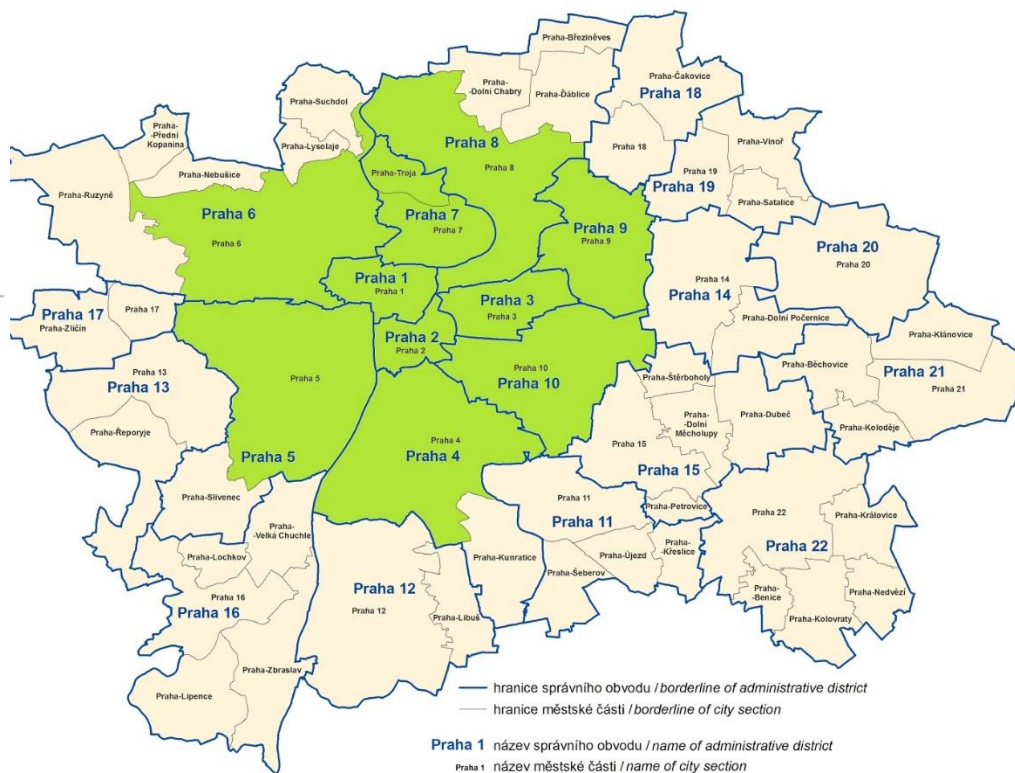 Praha-Březiněves
Praha-
-Dolní
Chabry
Praha-Ďáblice
Praha-Čakovice
Praha 18
Praha-Suchdol
Praha-
-Přední
Kopanina
Praha-Lysolaje
Praha 8
Praha 8
Praha 18
Praha-Vinoř
Praha-Nebušice
Praha-Troja
Praha 19
Praha 19
Praha-Ruzyně
Praha-Satalice
Praha 6
Praha 6
Praha 7
Praha 7
Praha 9
Praha 9
Praha 20
Praha 20
Praha 1
Praha 1
Praha 14
Praha 14
Praha 3
Praha 3
Praha 17
Praha-Zličín
Praha 17
Praha-Dolní Počernice
Praha 2
Praha 2
Praha-Klánovice
Praha 10
Praha 10
Praha-Běchovice
Praha 13
Praha 13
Praha 5
Praha-Štěrboholy
Praha 21
Praha 21
Praha-Řeporyje
Praha-
-Dolní
Měcholupy
Praha-Dubeč
Praha-Koloděje
Praha 4
Praha 4
Praha 15
Praha 5
Praha 15
Praha-Slivenec
Praha 11
Praha 11
Praha-Petrovice
Praha 22
Praha-Královice
Praha-
-Velká Chuchle
Praha 22
Praha-Lochkov
Praha-Kunratice
Praha-Újezd
Praha-
-Křeslice
Praha-Šeberov
Praha 12
Praha 12
Praha 16
Praha 16
Praha-
-Benice
Praha-Nedvězí
Praha-Libuš
Praha-Kolovraty
Praha-Zbraslav
Praha-Lipence
hranice správního obvodu / borderline of administrative district
hranice městské části / borderline of city section
Praha 1 název správního obvodu / name of administrative district
Praha 1 název městské části / name of city section